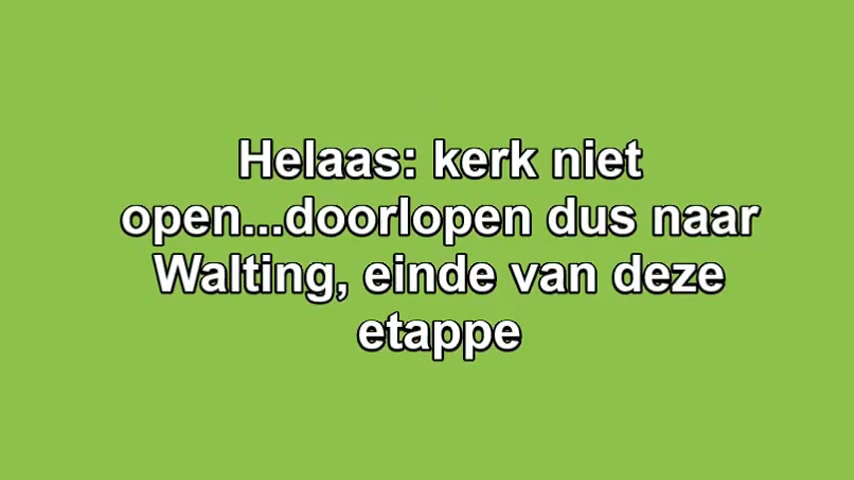 Helaas: kerk niet
open...doorlopen dus naar
Walting, einde van deze
etappe